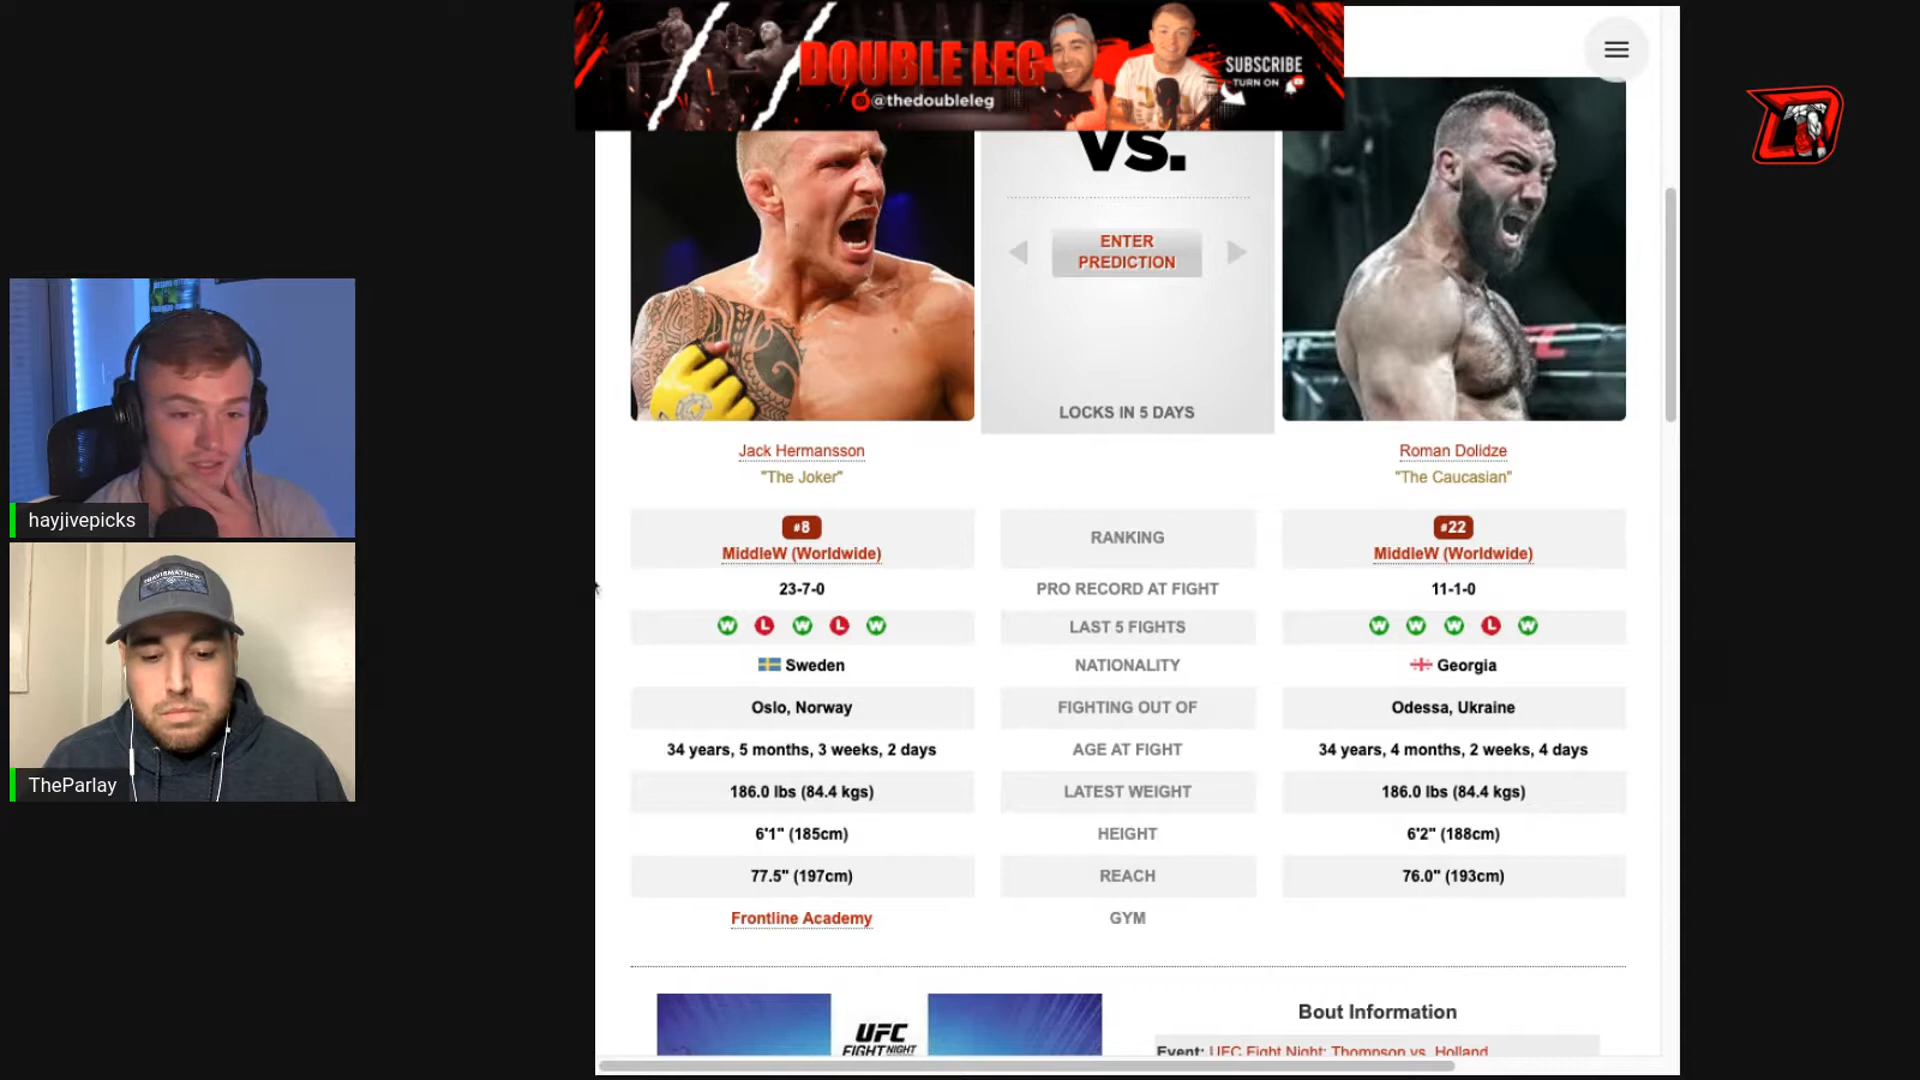 DOUBLE LEG
@thedoubleleg
SUBSCRIBE
TURN ON
VS.
ENTER
PREDICTION
LOCKS IN 5 DAYS
Jack Hermansson
"The Joker"
Roman Dolidze
"The Caucasian"
#8
MiddleW (Worldwide)
RANKING
#22
MiddleW (Worldwide)
23-7-0
PRO RECORD AT FIGHT
11-1-0
W L W L W
LAST 5 FIGHTS
W W W L W
Sweden
NATIONALITY
Georgia
Oslo, Norway
FIGHTING OUT OF
Odessa, Ukraine
34 years, 5 months, 3 weeks, 2 days
AGE AT FIGHT
34 years, 4 months, 2 weeks, 4 days
186.0 lbs (84.4 kgs)
LATEST WEIGHT
186.0 lbs (84.4 kgs)
6'1" (185cm)
HEIGHT
6'2" (188cm)
77.5" (197cm)
REACH
76.0" (193cm)
Frontline Academy
GYM
UFC
FIGHT NIGHT
Bout Information
Event: UFC Fight Night: Thompson vs. Holland
hayjivepicks
TRAVISMATHEW
TheParlay